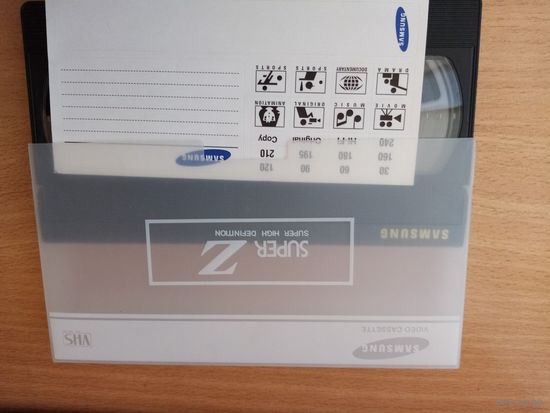 SAMSUNG
VIDEO CASSETTE
VHS
SUPER Z
SUPER HIGH DEFINITION
SAMSUNG
30 60 90 120
160 180 195 210
240 Hi-Fi Original Copy
SAMSUNG
MOVIE MUSIC ORIGINAL ANIMATION
DRAMA DOCUMENTARY SPORTS SPORTS
SAMSUNG